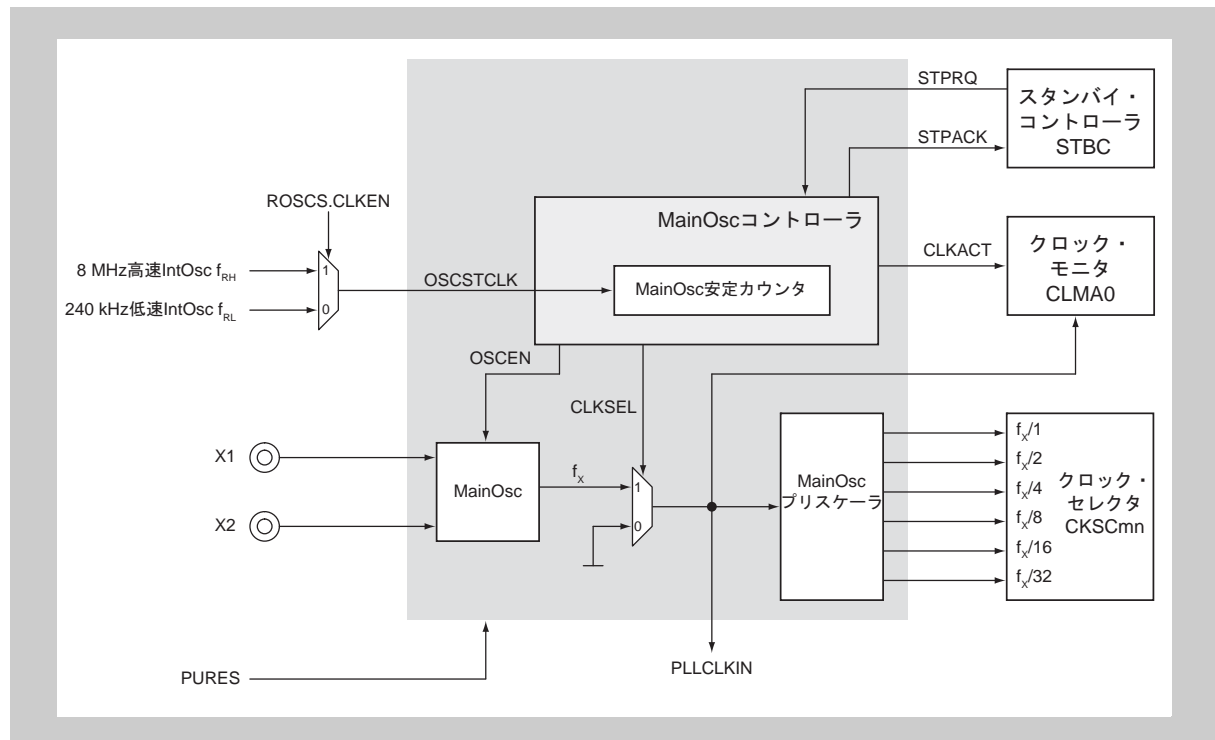 STPRQ
スタンバイ・
コントローラ
STBC
STPACK
ROSCS.CLKEN
MainOscコントローラ
CLKACT
クロック・
モニタ
CLMA0
8 MHz高速IntOsc fRH
1
OSCSTCLK
MainOsc安定カウンタ
240 kHz低速IntOsc fRL
0
OSCEN
CLKSEL
X1
X2
MainOsc
fX
1
0
MainOsc
プリスケーラ
fX/1
fX/2
fX/4
fX/8
fX/16
fX/32
クロック・
セレクタ
CKSCmn
PURES
PLLCLKIN